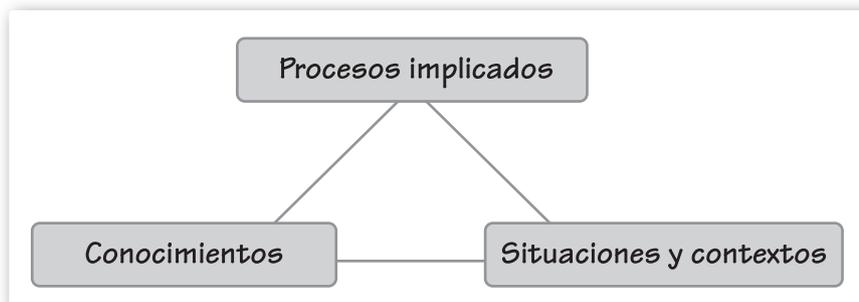 Procesos implicados
Conocimientos
Situaciones y contextos